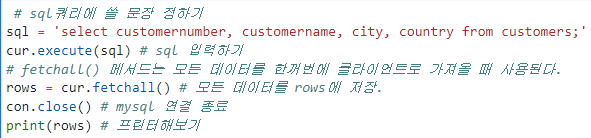 # sql쿼리에 쓸 문장 정하기
sql = 'select customernumber, customername, city, country from customers;'
cur.execute(sql) # sql 입력하기
# fetchall() 메서드는 모든 데이터를 한꺼번에 클라이언트로 가져올 때 사용된다.
rows = cur.fetchall() # 모든 데이터를 rows에 저장.
con.close() # mysql 연결 종료
print(rows) # 프린터해보기